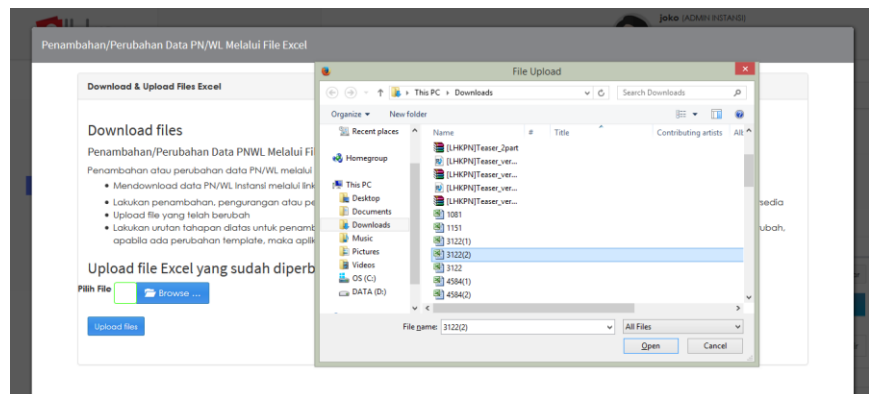 joko (ADMIN INSTANSI)
Penambahan/Perubahan Data PN/WL Melalui File Excel
Download & Upload Files Excel
Download files
Penambahan/Perubahan Data PNWL Melalui Fi
Penambahan atau perubahan data PN/WL melalui
Mendownload data PN/WL Instansi melalui link
Lakukan penambahan, pengurangan atau pe
sedia
Upload file yang telah berubah
Lakukan urutan tahapan diatas untuk penamb
ubah,
apabila ada perubahan template, maka aplik
Upload file Excel yang sudah diperb
Pilih File
Browse ...
Upload files
File Upload
This PC
Downloads
Search Downloads
Organize
New folder
Recent places
Homegroup
This PC
Desktop
Documents
Downloads
Music
Pictures
Videos
OS (C:)
DATA (D:)
Name # Title Contributing artists Alb
[LHKPN]Teaser_2part
[LHKPN]Teaser_ver...
[LHKPN]Teaser_ver...
[LHKPN]Teaser_ver...
[LHKPN]Teaser_ver...
1081
1151
3122(1)
3122(2)
3122
4584(1)
4584(2)
File name: 3122(2)
All Files
Open Cancel